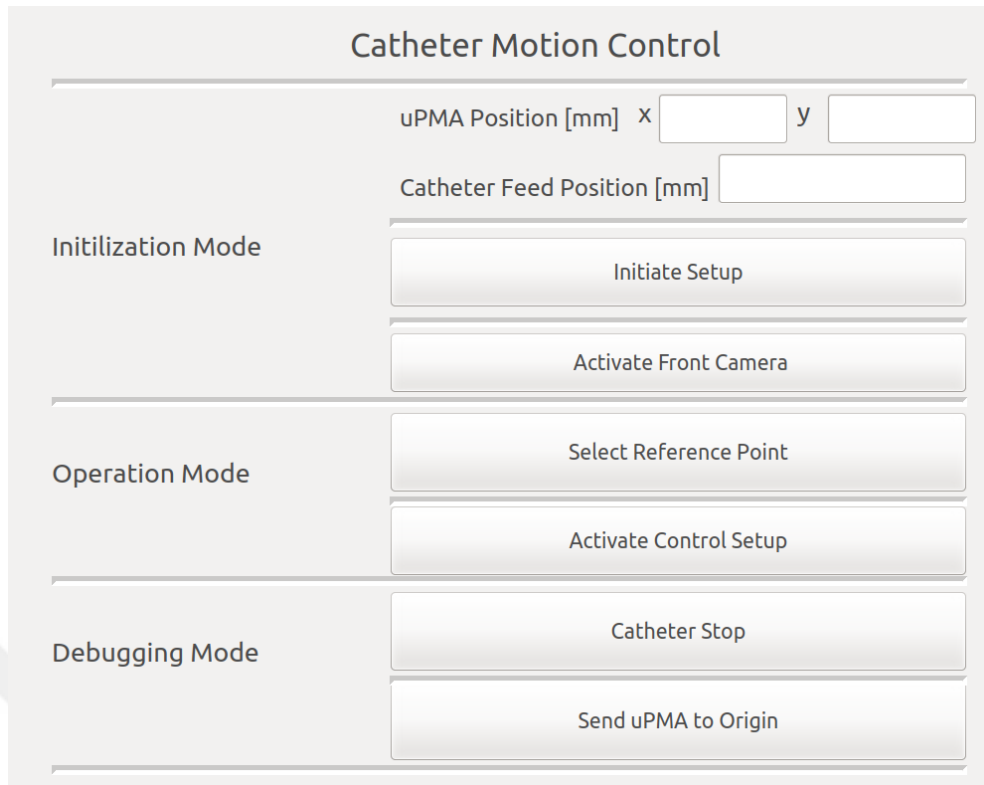 Catheter Motion Control
uPMA Position [mm] x y
Catheter Feed Position [mm]
Initilization Mode
Initiate Setup
Activate Front Camera
Operation Mode
Select Reference Point
Activate Control Setup
Debugging Mode
Catheter Stop
Send uPMA to Origin